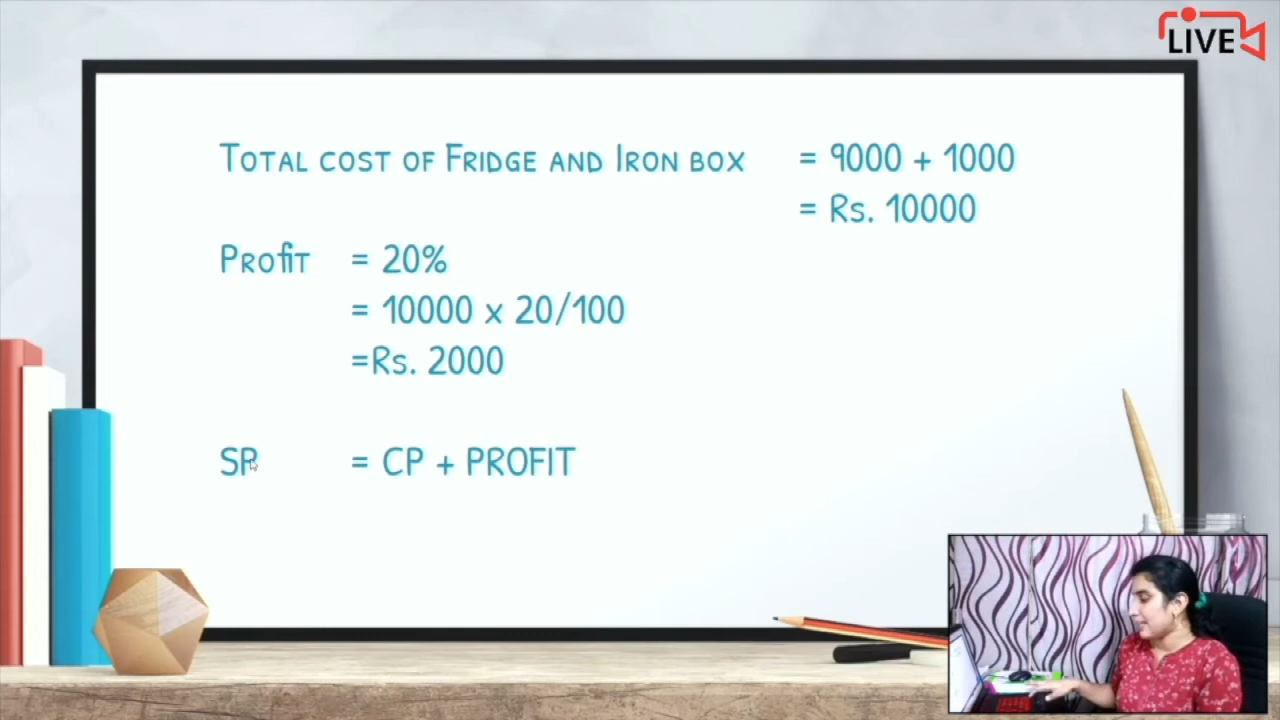 LIVE
Total cost of Fridge and Iron box = 9000 + 1000
= Rs. 10000
Profit = 20%
= 10000 x 20/100
=Rs. 2000
SP = CP + PROFIT